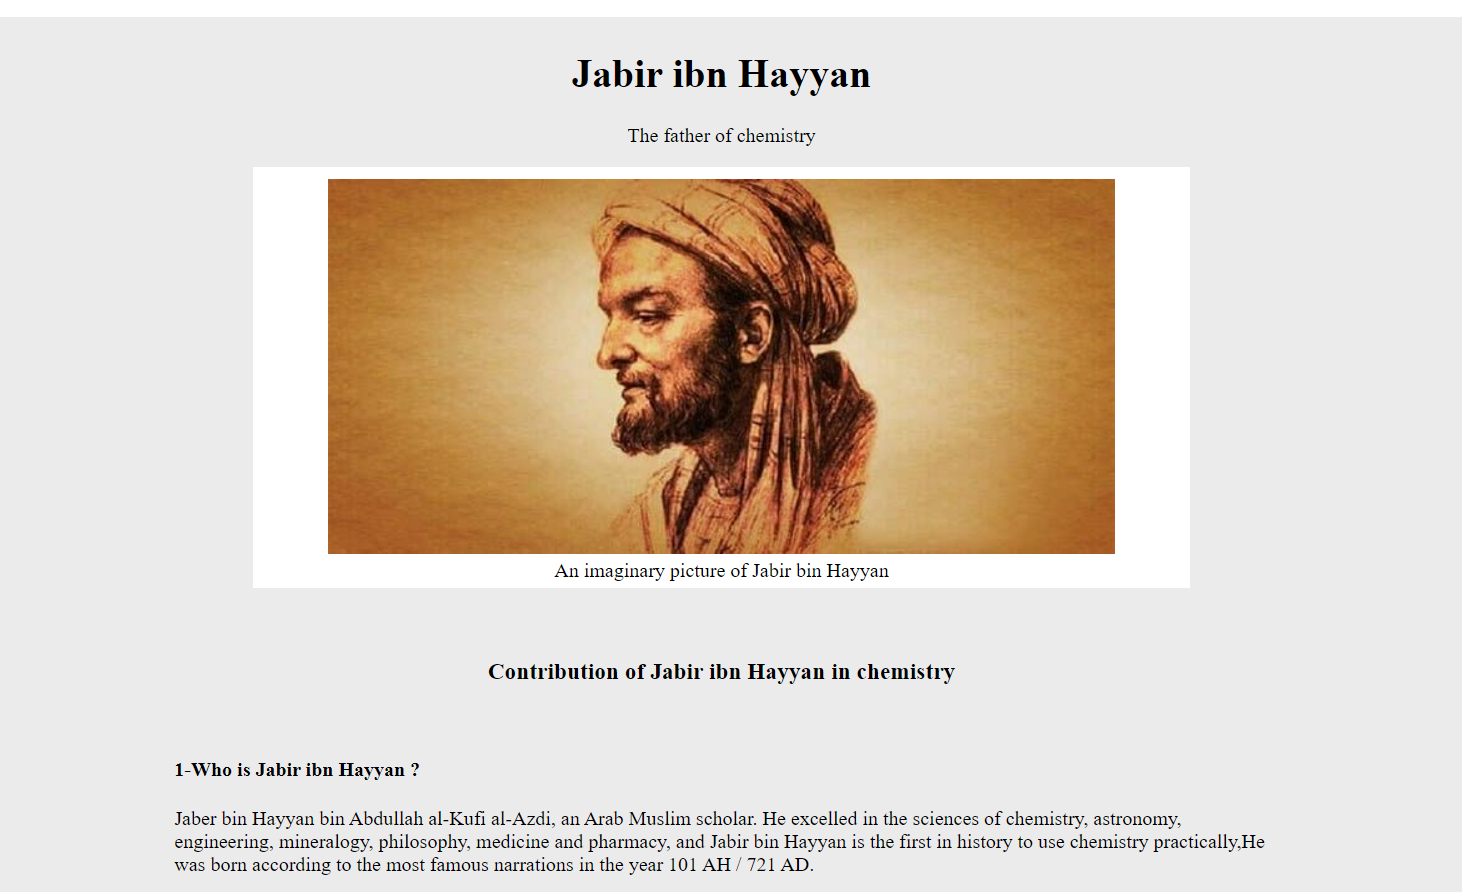 Jabir ibn Hayyan
The father of chemistry
An imaginary picture of Jabir bin Hayyan
Contribution of Jabir ibn Hayyan in chemistry
1-Who is Jabir ibn Hayyan ?
Jaber bin Hayyan bin Abdullah al-Kufi al-Azdi, an Arab Muslim scholar. He excelled in the sciences of chemistry, astronomy,
engineering, mineralogy, philosophy, medicine and pharmacy, and Jabir bin Hayyan is the first in history to use chemistry practically,He
was born according to the most famous narrations in the year 101 AH / 721 AD.